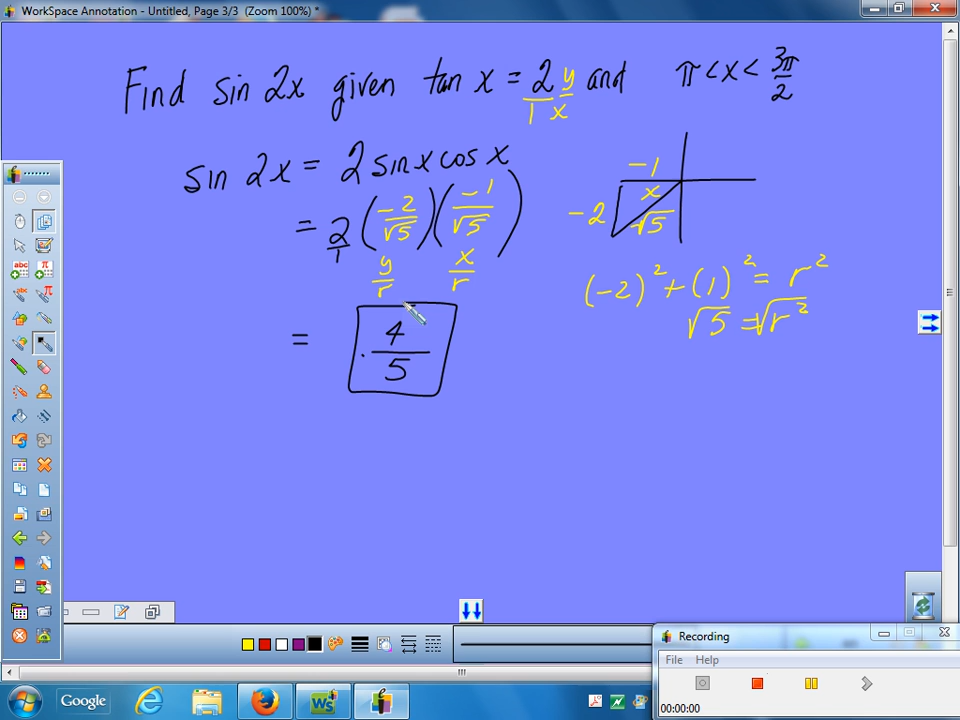 WorkSpace Annotation - Untitled, Page 3/3 (Zoom 100%) *
Find sin 2x given tan x = 2/1 y/x and π < x < 3π/2
sin 2x = 2 sin x cos x
= 2/1 (-2/√5)(-1/√5)
y/r x/r
= 4/5
-1
x
-2
√5
(-2)² + (1)² = r²
√5 = √r²
Recording
File Help
00:00:00
Google